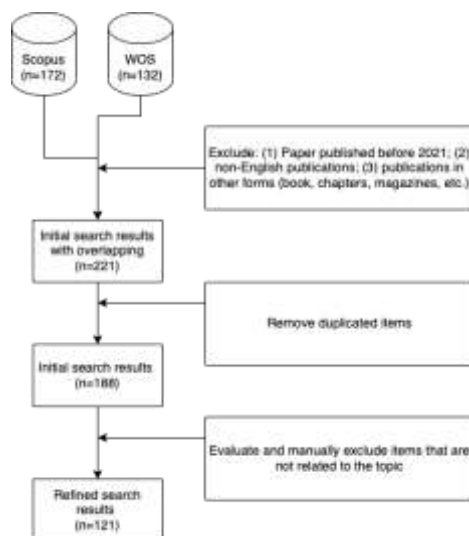 Scopus
(n=172)
WOS
(n=132)
Exclude: (1) Paper published before 2021; (2)
non-English publications; (3) publications in
other forms (book, chapters, magazines, etc.)
Initial search results
with overlapping
(n=221)
Remove duplicated items
Initial search results
(n=188)
Evaluate and manually exclude items that are
not related to the topic
Refined search
results
(n=121)